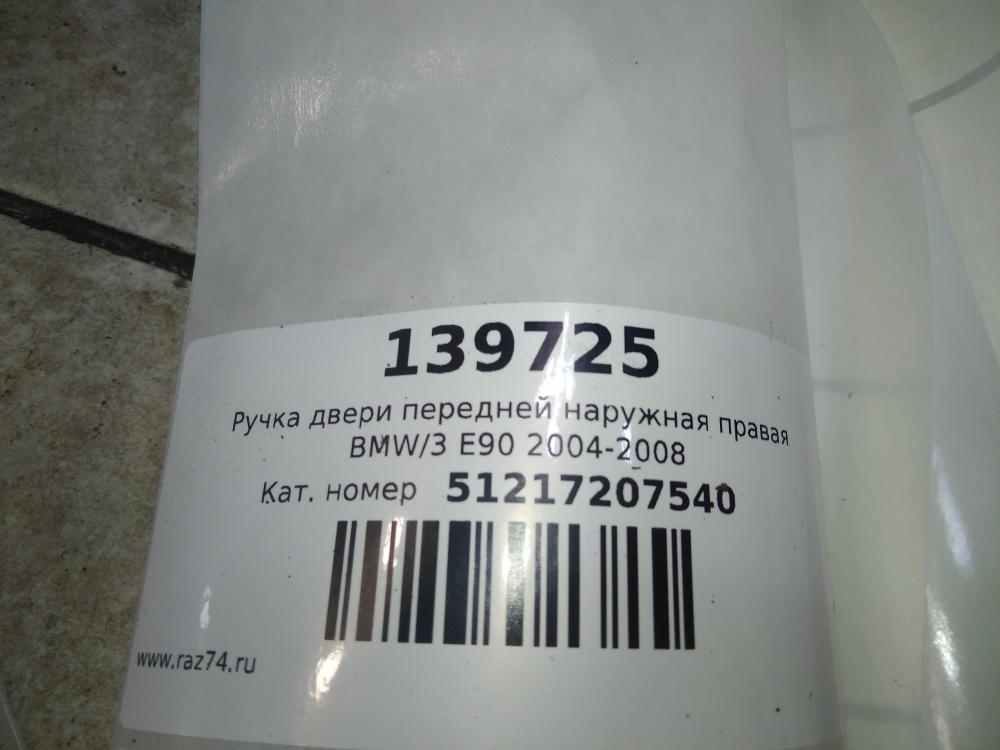 139725
Ручка двери передней наружная правая
BMW/3 E90 2004-2008
Кат. номер 51217207540
www.raz74.ru